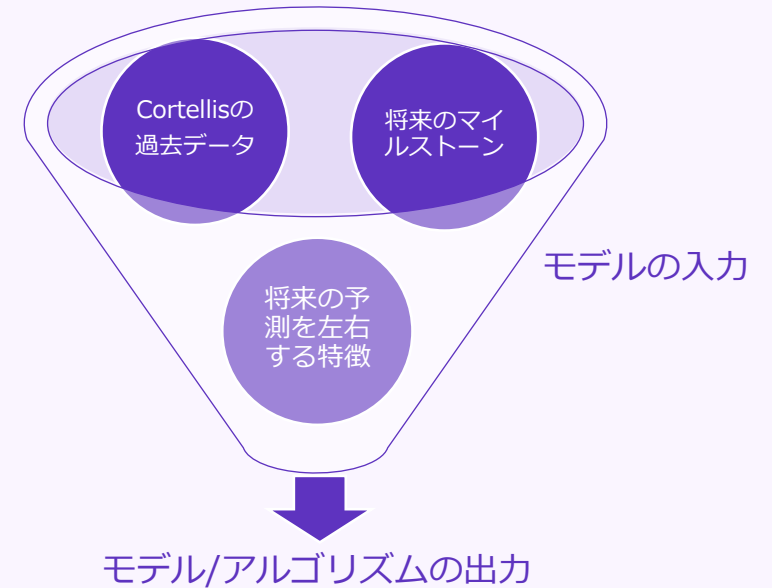 Cortellisの
過去データ
将来のマイ
ルストーン
モデルの入力
将来の予
測を左右
する特徴
モデル/アルゴリズムの出力